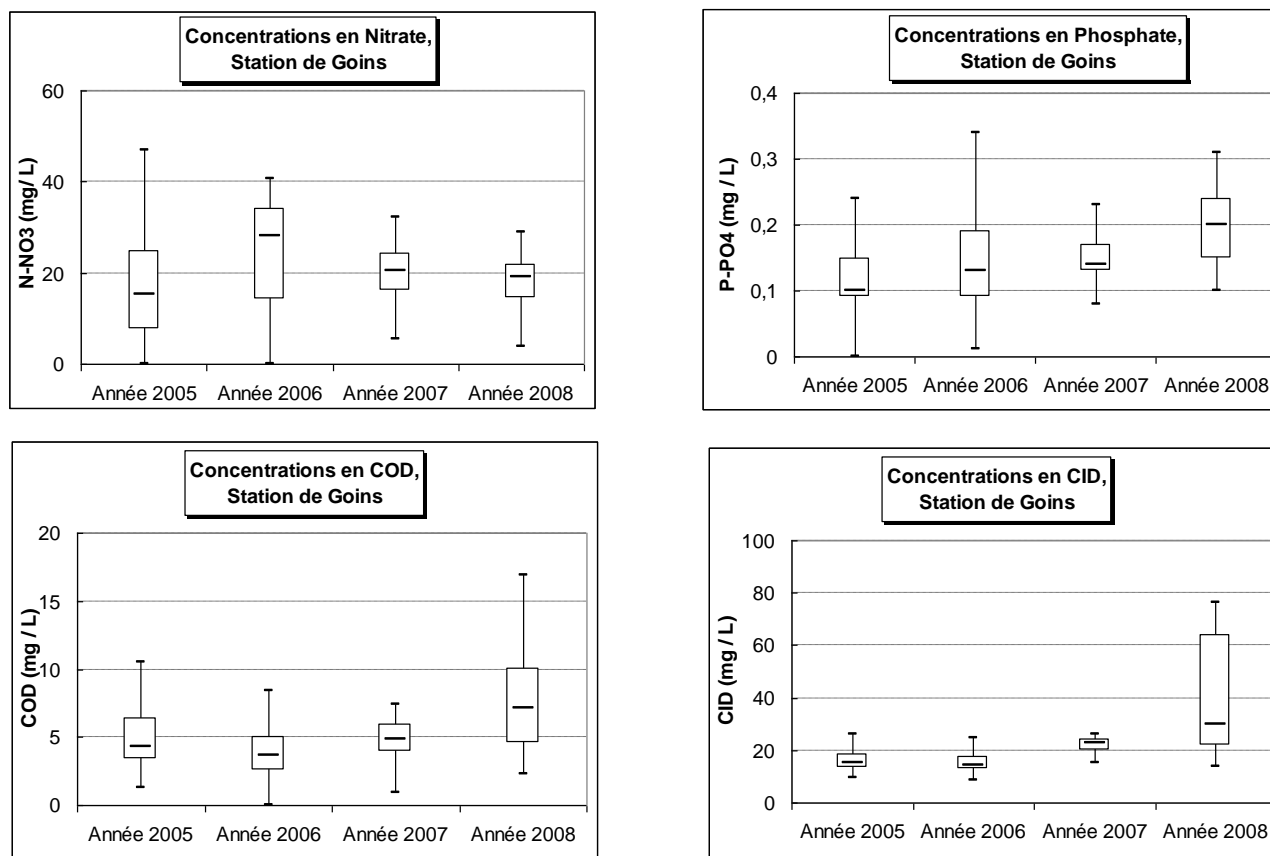 Concentrations en Nitrate,
Station de Goins
N-NO3 (mg/ L)
60
40
20
0
Année 2005
Année 2006
Année 2007
Année 2008
Concentrations en Phosphate,
Station de Goins
P-PO4 (mg / L)
0,4
0,3
0,2
0,1
0
Année 2005
Année 2006
Année 2007
Année 2008
Concentrations en COD,
Station de Goins
COD (mg / L)
20
15
10
5
0
Année 2005
Année 2006
Année 2007
Année 2008
Concentrations en CID,
Station de Goins
CID (mg / L)
100
80
60
40
20
0
Année 2005
Année 2006
Année 2007
Année 2008